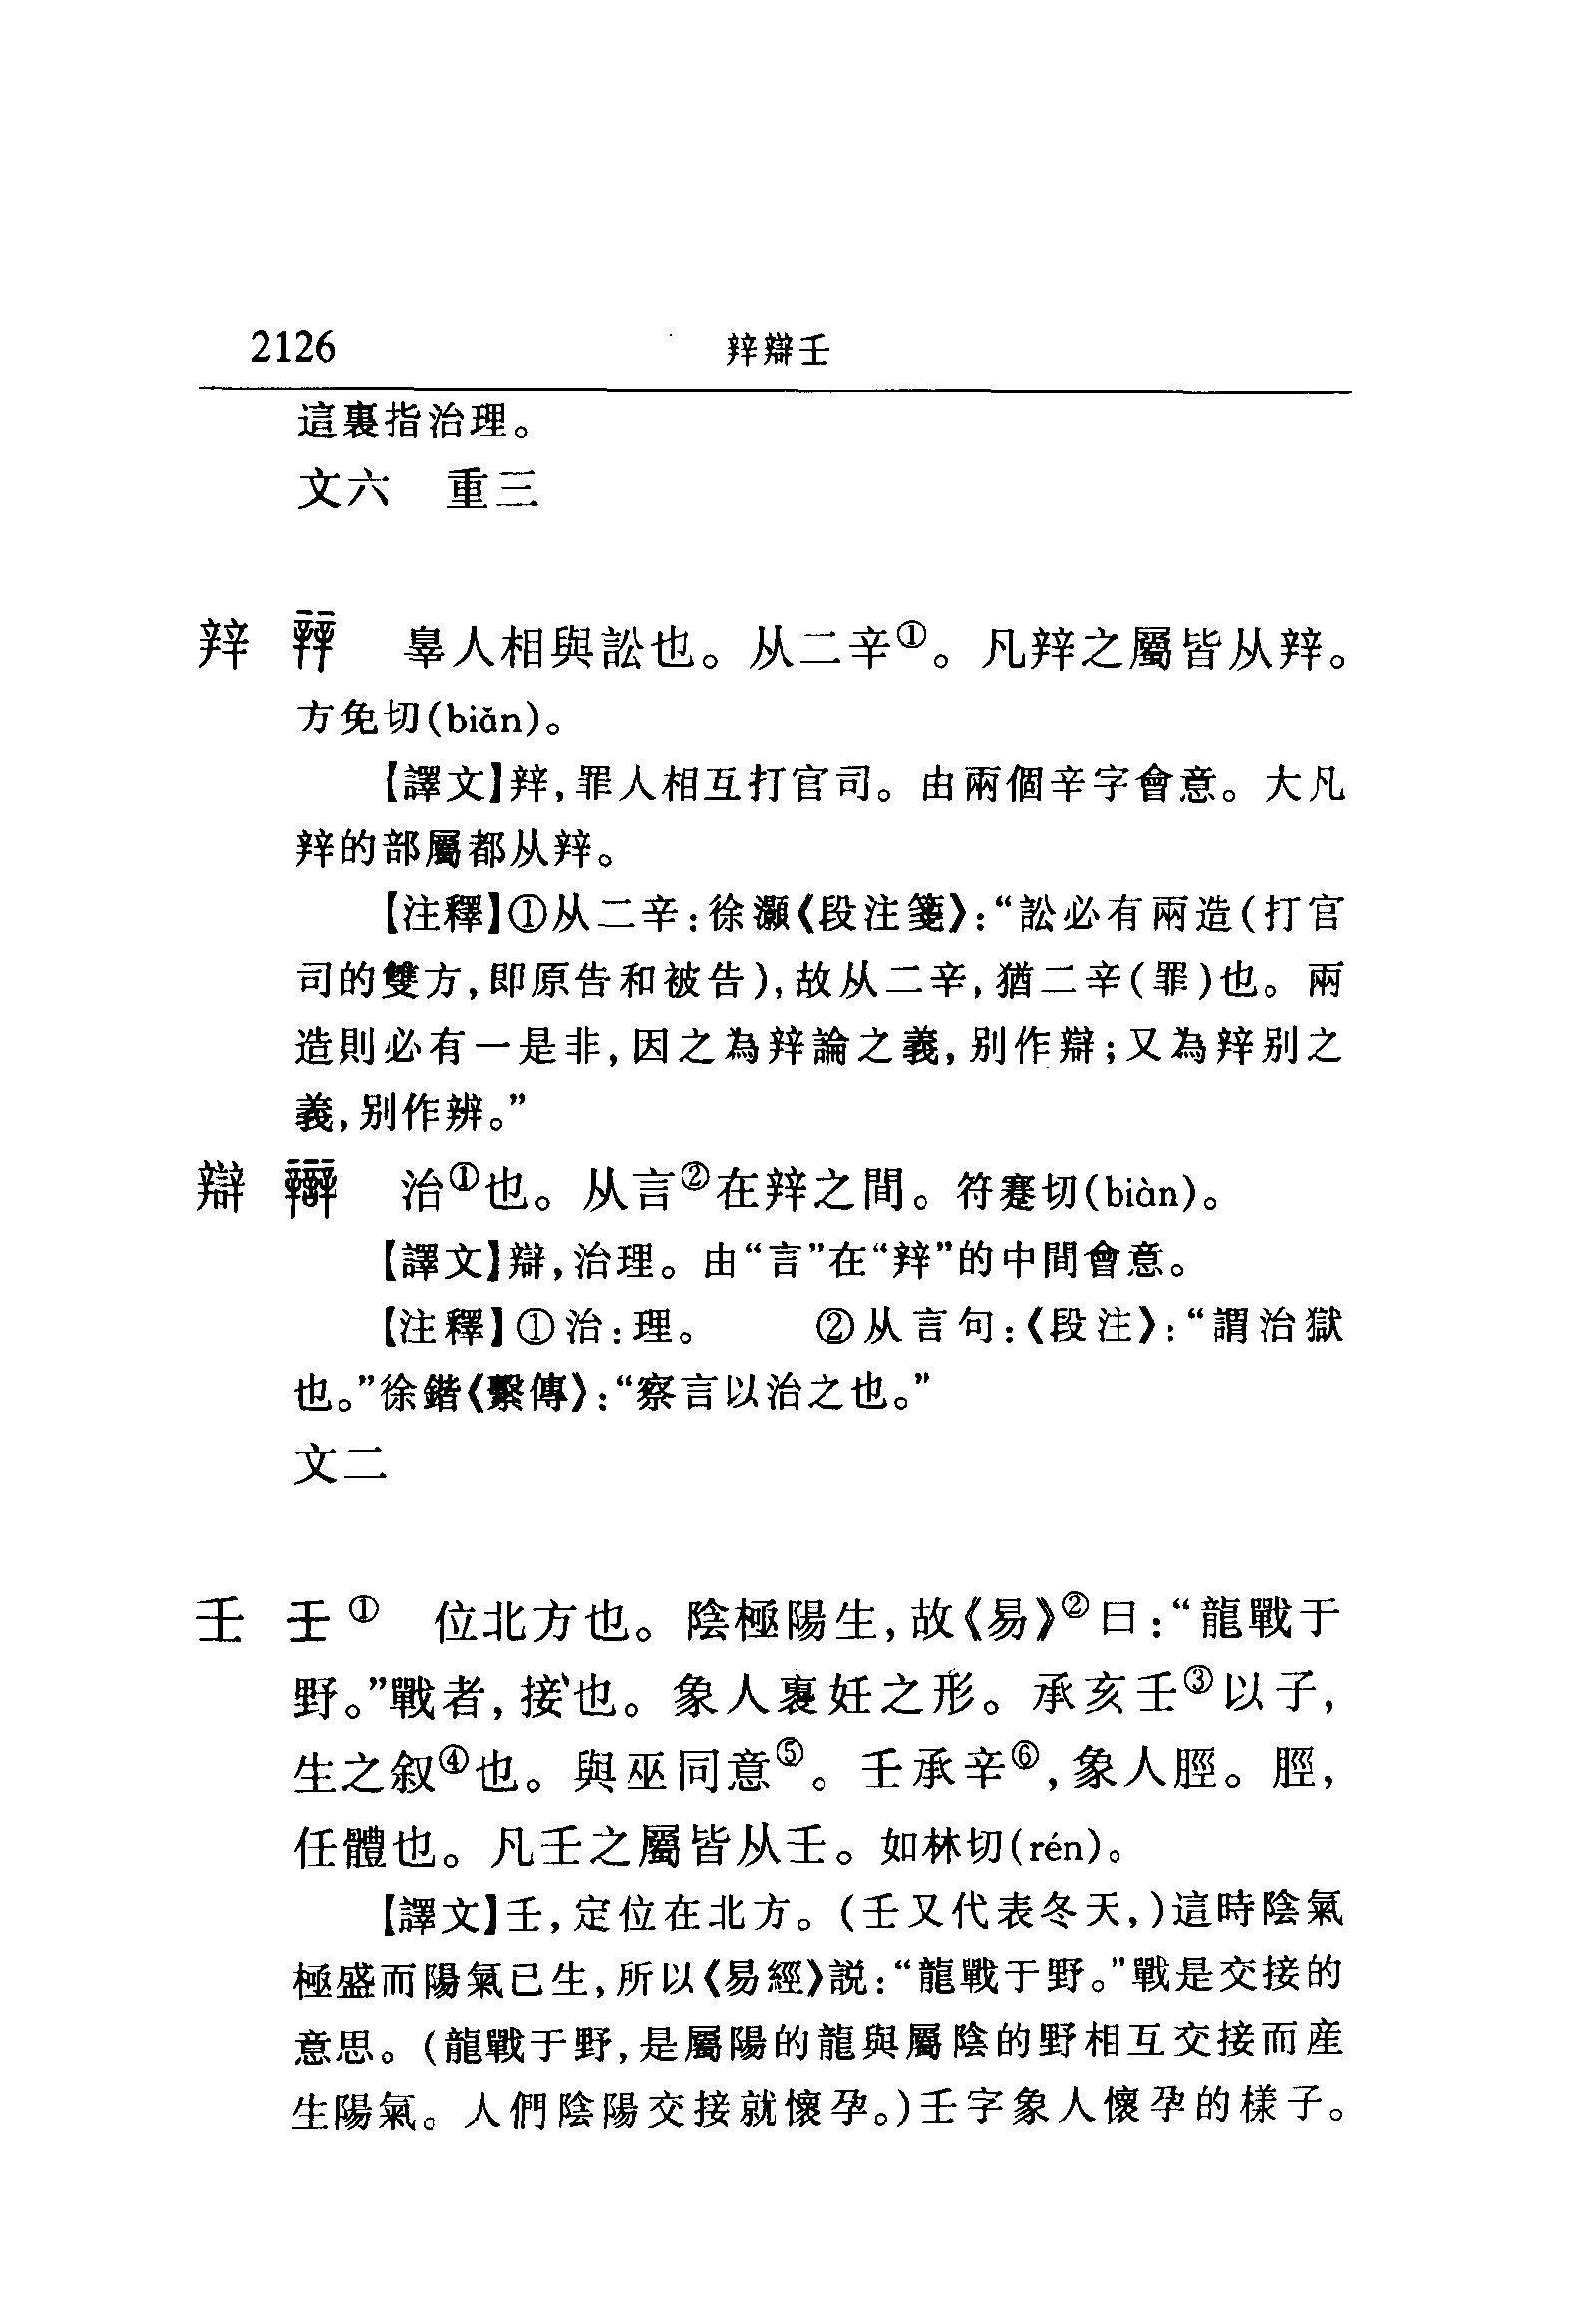 2126 辡辯壬
這裏指治理。
文六 重三
辡 辠人相與訟也。从二辛①。凡辡之屬皆从辡。
方免切(biǎn)。
【譯文】辡,罪人相互打官司。由兩個辛字會意。大凡
辡的部屬都从辡。
【注釋】①从二辛:徐灝《段注箋》:“訟必有兩造(打官
司的雙方,即原告和被告),故从二辛,猶二辛(罪)也。兩
造則必有一是非,因之為辡論之義,别作辯;又為辡别之
義,别作辨。”
辯 治①也。从言②在辡之間。符蹇切(biàn)。
【譯文】辯,治理。由“言”在“辡”的中間會意。
【注釋】①治:理。 ②从言句:《段注》:“謂治獄
也。”徐鍇《繫傳》:“察言以治之也。”
文二
壬 ① 位北方也。陰極陽生,故《易》②曰:“龍戰于
野。”戰者,接也。象人褢妊之形。承亥壬③以子,
生之叙④也。與巫同意⑤。壬承辛⑥,象人脛。脛,
任體也。凡壬之屬皆从壬。如林切(rén)。
【譯文】壬,定位在北方。(壬又代表冬天,)這時陰氣
極盛而陽氣已生,所以《易經》説:“龍戰于野。”戰是交接的
意思。(龍戰于野,是屬陽的龍與屬陰的野相互交接而産
生陽氣。人們陰陽交接就懷孕。)壬字象人懷孕的樣子。